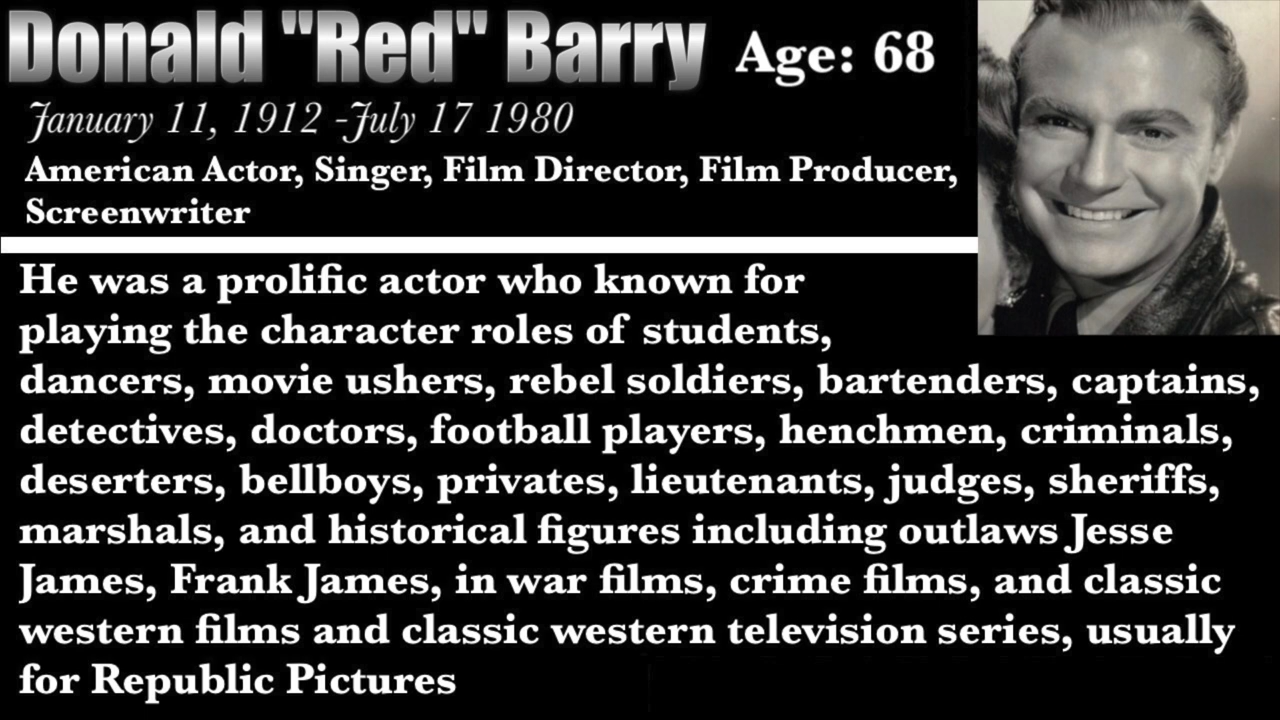 Donald "Red" Barry Age: 68
January 11, 1912 -July 17 1980
American Actor, Singer, Film Director, Film Producer,
Screenwriter
He was a prolific actor who known for
playing the character roles of students,
dancers, movie ushers, rebel soldiers, bartenders, captains,
detectives, doctors, football players, henchmen, criminals,
deserters, bellboys, privates, lieutenants, judges, sheriffs,
marshals, and historical figures including outlaws Jesse
James, Frank James, in war films, crime films, and classic
western films and classic western television series, usually
for Republic Pictures